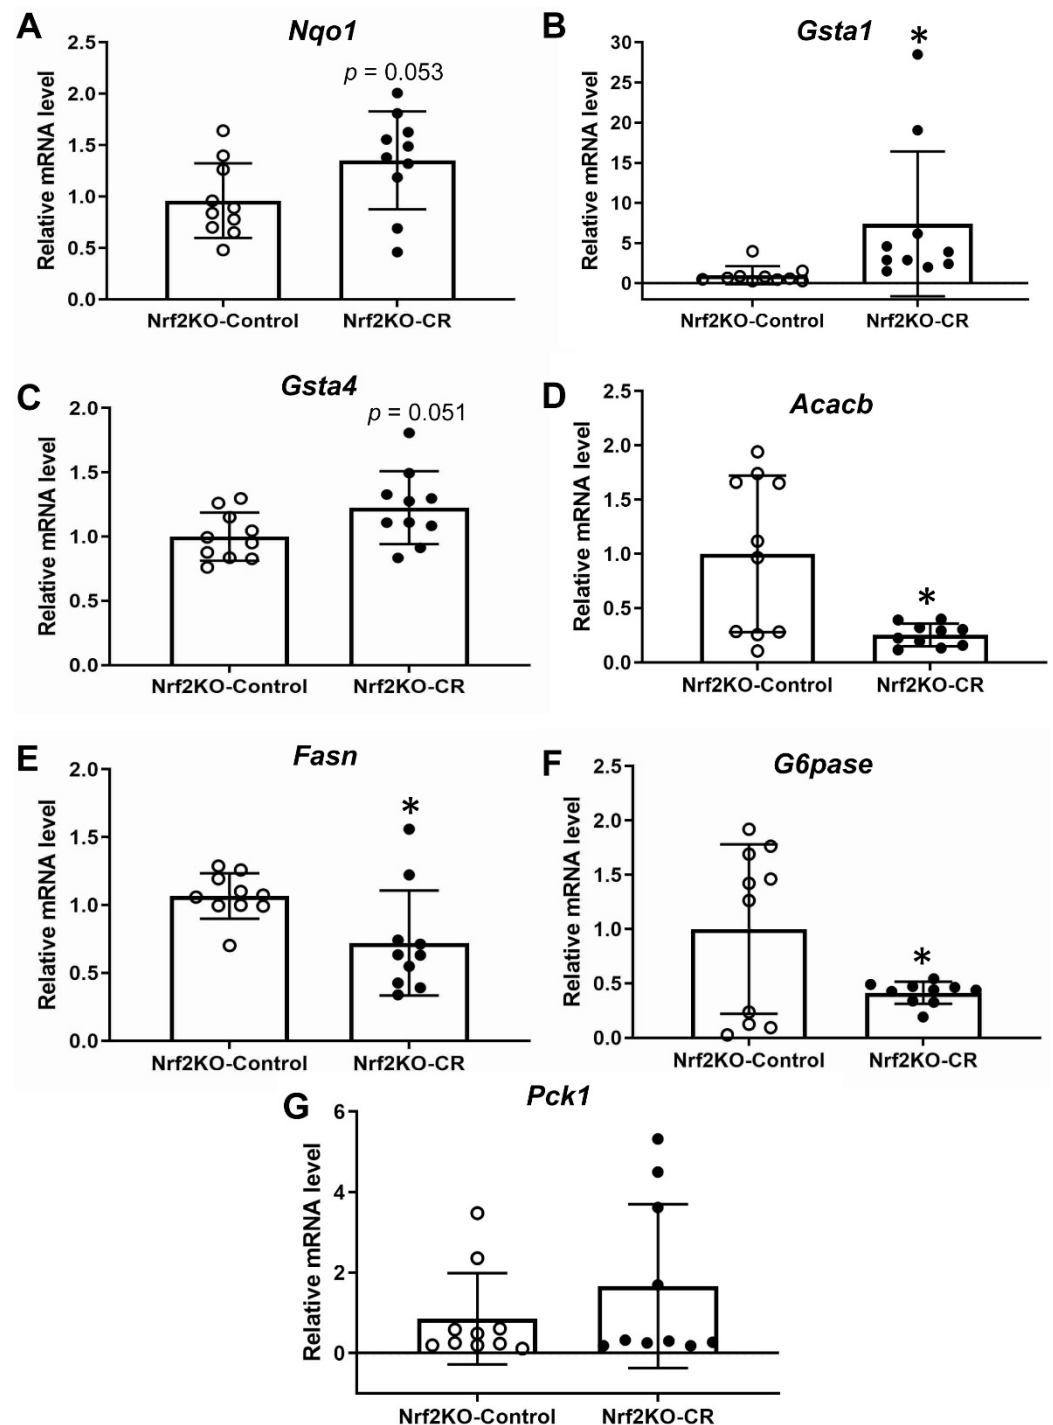 A
Nqo1
Relative mRNA level
2.5
2.0
1.5
1.0
0.5
0.0
p = 0.053
Nrf2KO-Control
Nrf2KO-CR
B
Gsta1
*
Relative mRNA level
30
25
20
15
10
5
0
Nrf2KO-Control
Nrf2KO-CR
C
Gsta4
Relative mRNA level
2.0
1.5
1.0
0.5
0.0
p = 0.051
Nrf2KO-Control
Nrf2KO-CR
D
Acacb
Relative mRNA level
2.5
2.0
1.5
1.0
0.5
0.0
*
Nrf2KO-Control
Nrf2KO-CR
E
Fasn
Relative mRNA level
2.0
1.5
1.0
0.5
0.0
*
Nrf2KO-Control
Nrf2KO-CR
F
G6pase
Relative mRNA level
2.5
2.0
1.5
1.0
0.5
0.0
*
Nrf2KO-Control
Nrf2KO-CR
G
Pck1
Relative mRNA level
6
4
2
0
Nrf2KO-Control
Nrf2KO-CR